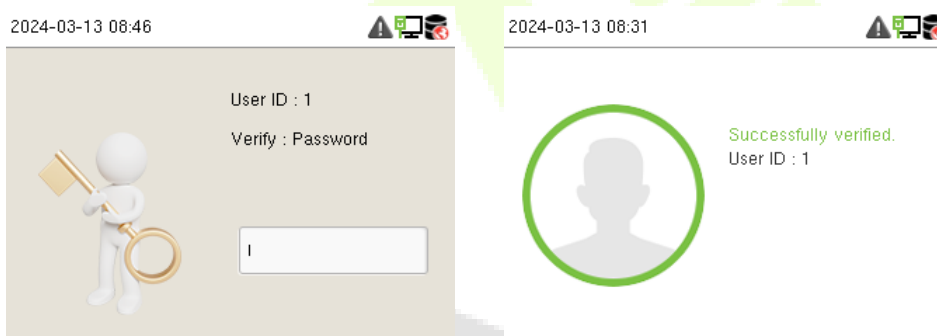 2024-03-13 08:46
User ID : 1
Verify : Password
2024-03-13 08:31
Successfully verified.
User ID : 1